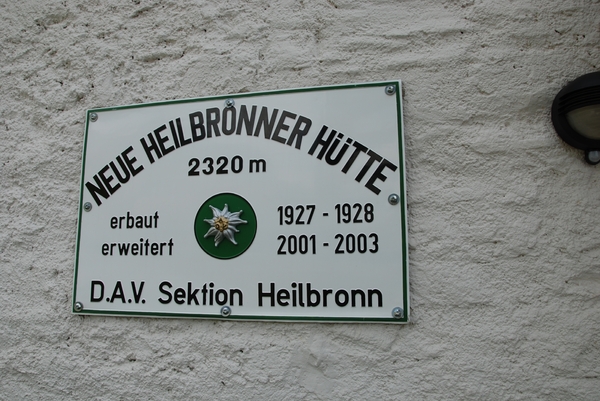 NEUE HEILBRONNER HÜTTE
2320 m
erbaut 1927 - 1928
erweitert 2001 - 2003
D.A.V. Sektion Heilbronn